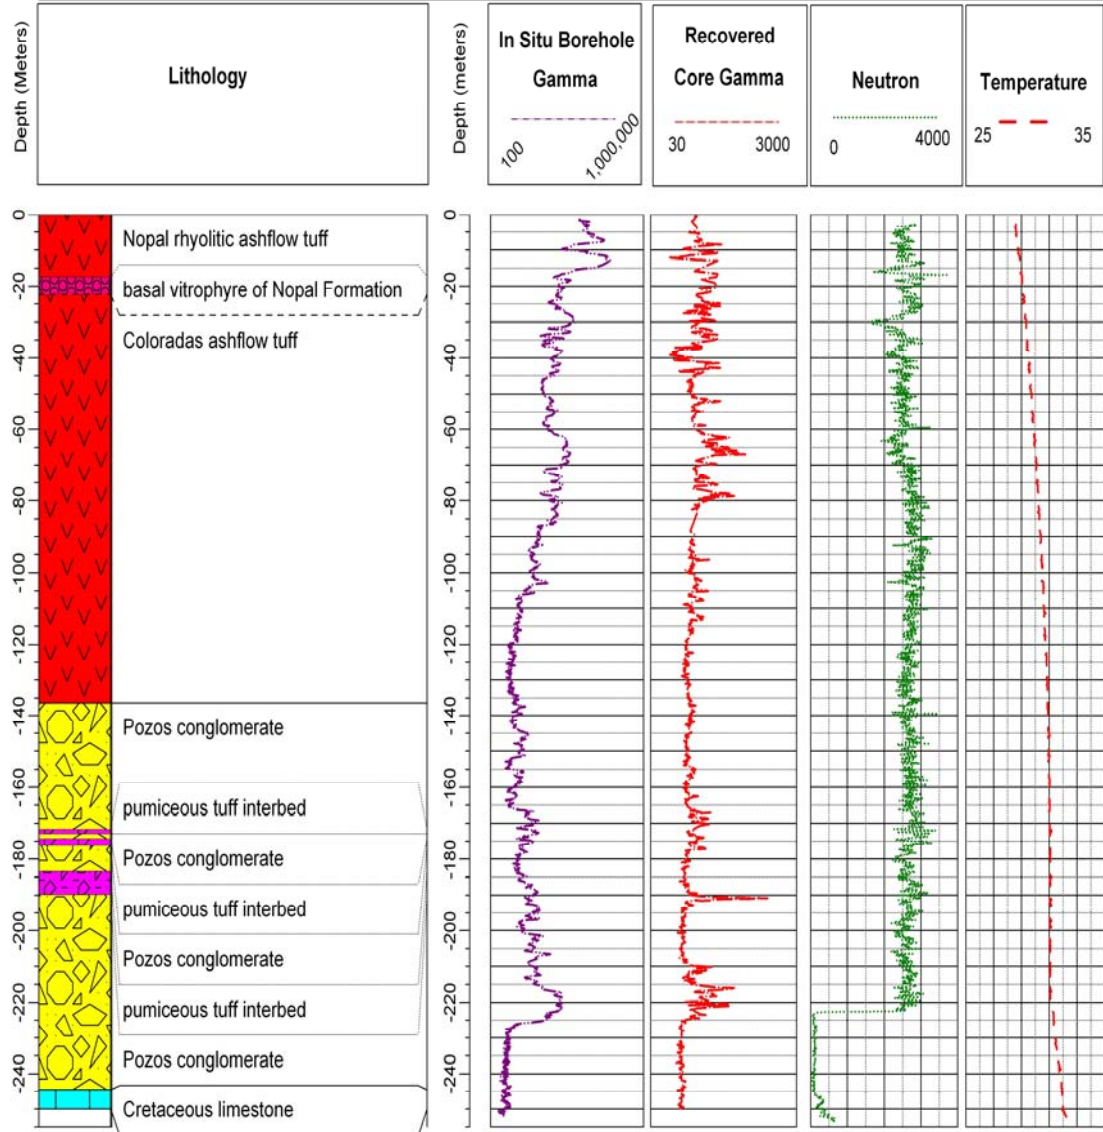 Depth (Meters)
Lithology
Depth (meters)
In Situ Borehole
Gamma
100
1,000,000
Recovered
Core Gamma
30
3000
Neutron
0
4000
Temperature
25
35
0
-20
-40
-60
-80
-100
-120
-140
-160
-180
-200
-220
-240
Nopal rhyolitic ashflow tuff
basal vitrophyre of Nopal Formation
Coloradas ashflow tuff
Pozos conglomerate
pumiceous tuff interbed
Pozos conglomerate
pumiceous tuff interbed
Pozos conglomerate
pumiceous tuff interbed
Pozos conglomerate
Cretaceous limestone
0
-20
-40
-60
-80
-100
-120
-140
-160
-180
-200
-220
-240